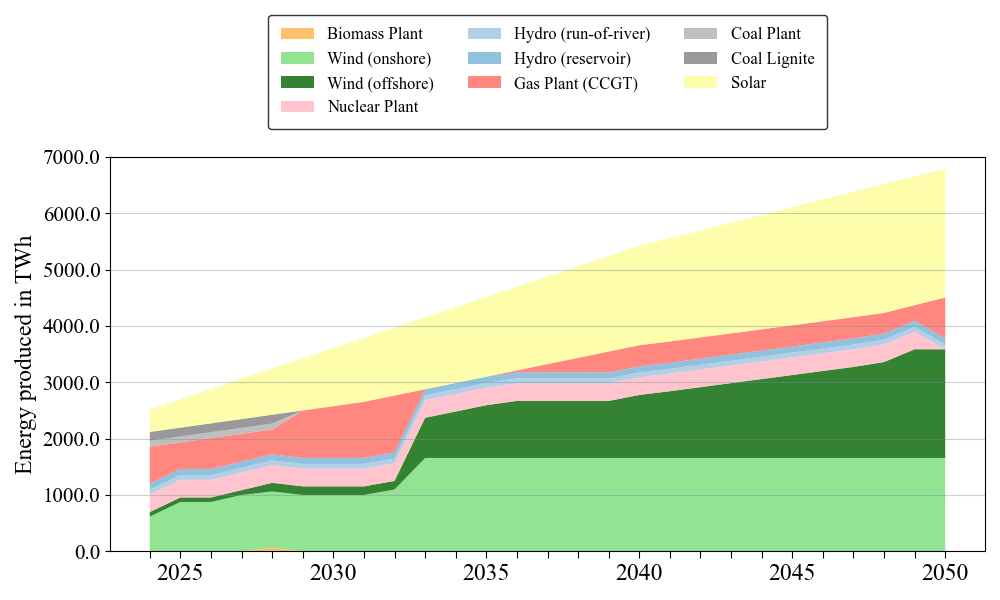 Biomass Plant
Wind (onshore)
Wind (offshore)
Nuclear Plant
Hydro (run-of-river)
Hydro (reservoir)
Gas Plant (CCGT)
Coal Plant
Coal Lignite
Solar
Energy produced in TWh
7000.0
6000.0
5000.0
4000.0
3000.0
2000.0
1000.0
0.0
2025 2030 2035 2040 2045 2050